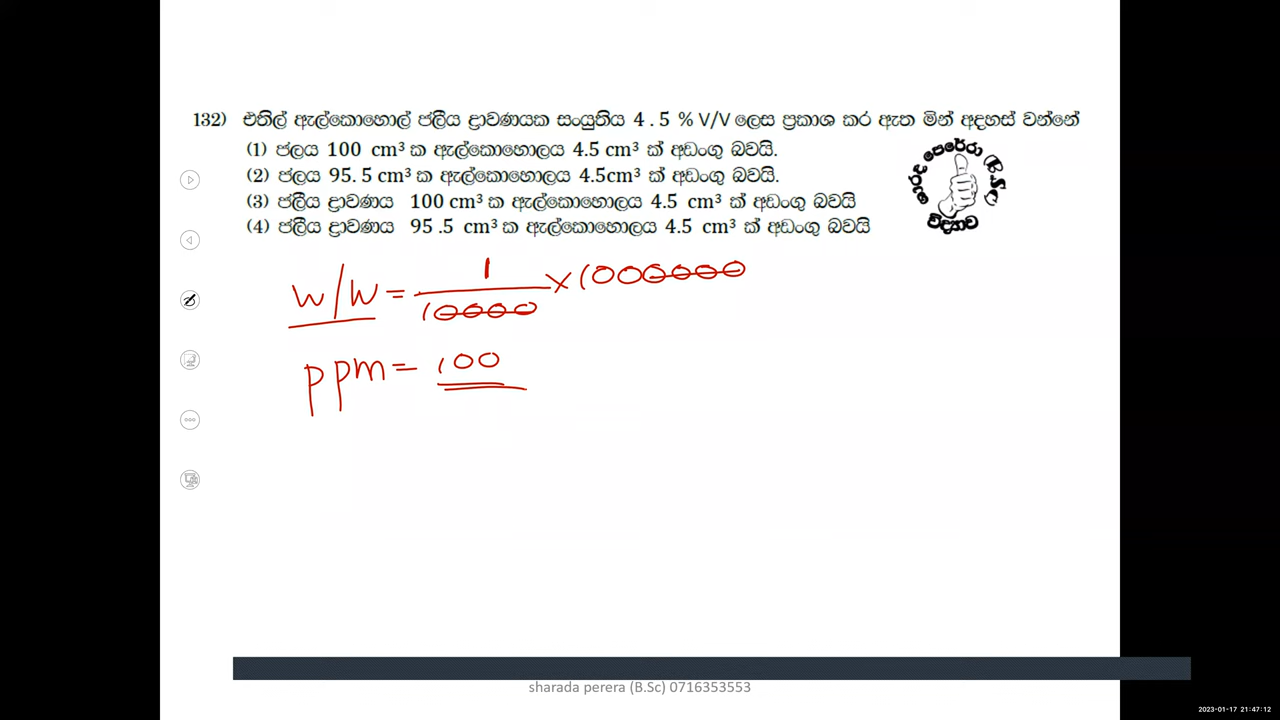 132) එතිල් ඇල්කොහොල් ජලීය ද්‍රාවණයක සංයුතිය 4 . 5 % V/V ලෙස ප්‍රකාශ කර ඇත මින් අදහස් වන්නේ
(1) ජලය 100 cm³ ක ඇල්කොහොලය 4.5 cm³ ක් අඩංගු බවයි.
(2) ජලය 95. 5 cm³ ක ඇල්කොහොලය 4.5cm³ ක් අඩංගු බවයි.
(3) ජලීය ද්‍රාවණය 100 cm³ ක ඇල්කොහොලය 4.5 cm³ ක් අඩංගු බවයි
(4) ජලීය ද්‍රාවණය 95 .5 cm³ ක ඇල්කොහොලය 4.5 cm³ ක් අඩංගු බවයි
පෙරේරා (B.Sc)
විද්‍යාව
w/w = 1/10000 × 1000000
ppm = 100
sharada perera (B.Sc) 0716353553
2023-01-17 21:47:12